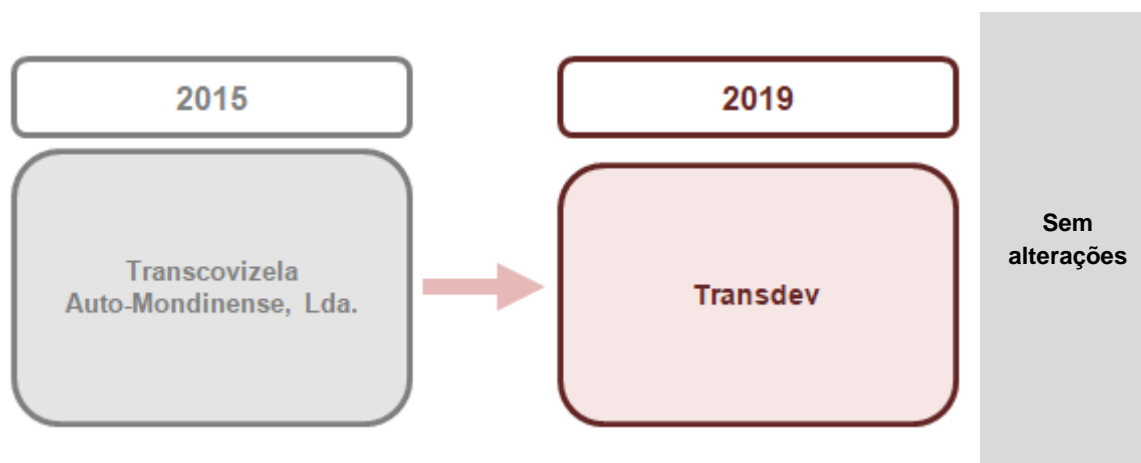 2015
Transcovizela
Auto-Mondinense, Lda.
2019
Transdev
Sem
alterações